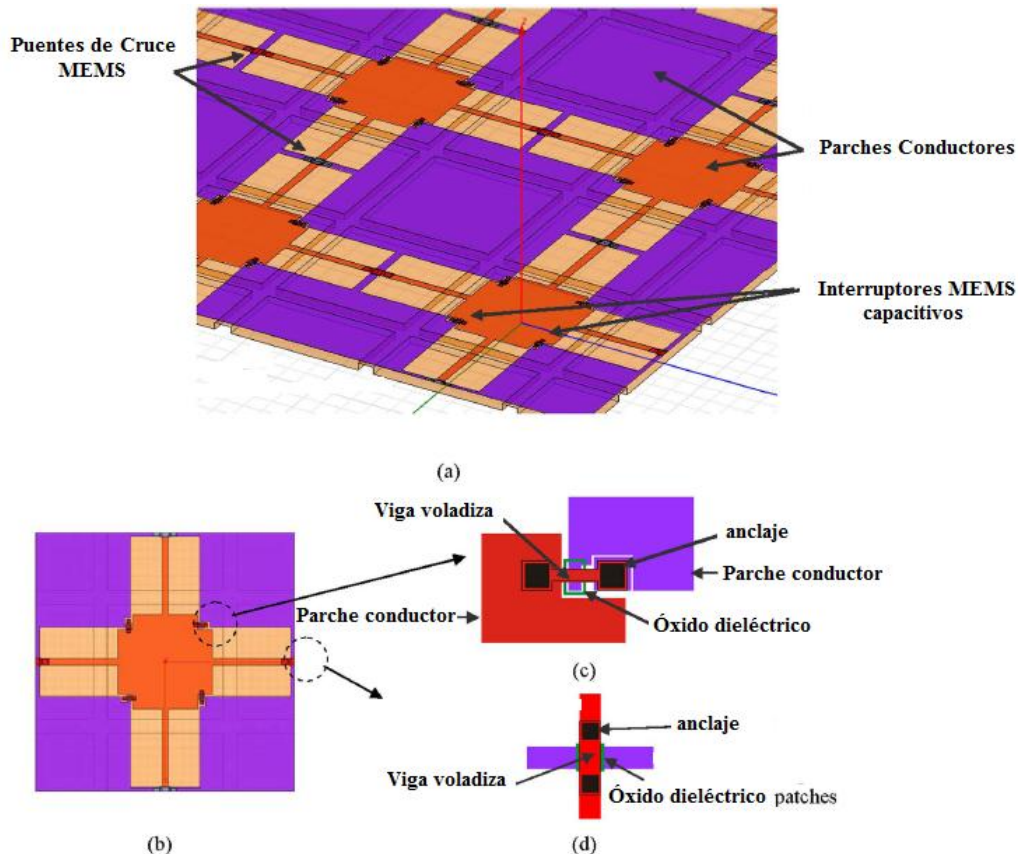 Puentes de Cruce
MEMS
Parches Conductores
Interruptores MEMS
capacitivos
(a)
Viga voladiza
anclaje
Parche conductor
Parche conductor
Óxido dieléctrico
(c)
anclaje
Viga voladiza
Óxido dieléctrico patches
(b)
(d)